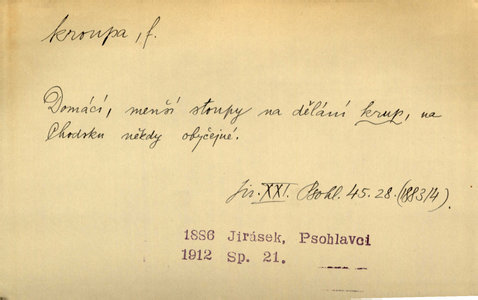 kroupa, f.
Domácí, menší stoupy na dělání krup, na
Chodsku někdy obyčejné.
Jir. XXI. Psohl. 45. 28. (1883/4).
1886 Jirásek, Psohlavci
1912 Sp. 21.